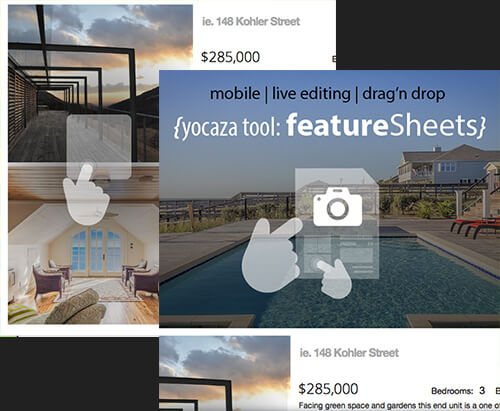 ie. 148 Kohler Street
$285,000
mobile | live editing | drag'n drop
{yocaza tool: featureSheets}
ie. 148 Kohler Street
$285,000
Bedrooms: 3 B
Facing green space and gardens this end unit is a one o